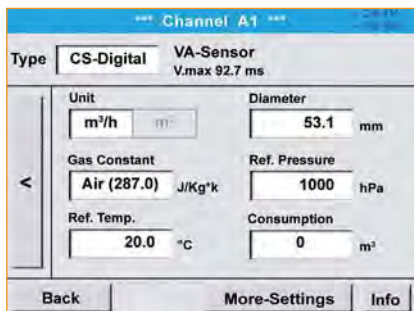 *** Channel A1 ***
Type CS-Digital VA-Sensor
V.max 92.7 ms
Unit Diameter
m³/h m³ 53.1 mm
Gas Constant Ref. Pressure
< Air (287.0) J/Kg*k 1000 hPa
Ref. Temp. Consumption
20.0 °C 0 m³
Back More-Settings Info